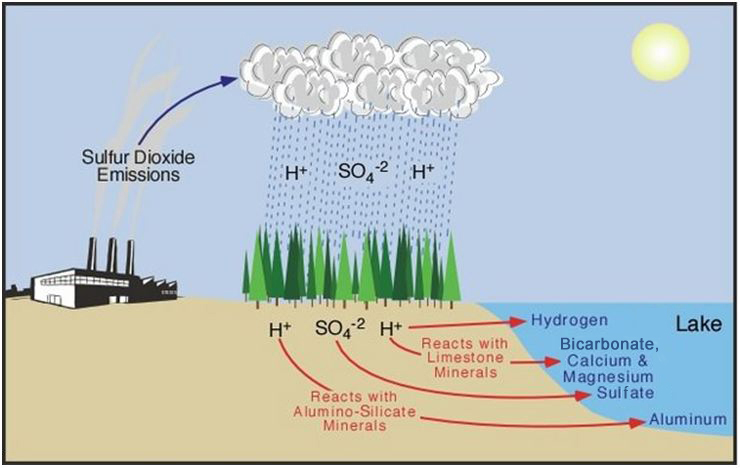 Sulfur Dioxide
Emissions
H+ SO4-2 H+
H+ SO4-2 H+
Hydrogen
Lake
Reacts with
Limestone
Minerals
Bicarbonate,
Calcium &
Magnesium
Sulfate
Reacts with
Alumino-Silicate
Minerals
Aluminum